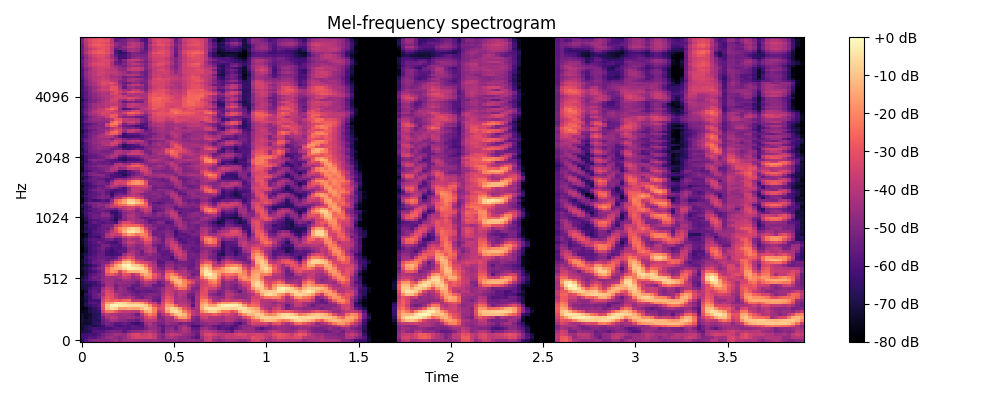 Mel-frequency spectrogram
Hz
4096
2048
1024
512
0
0
0.5
1
1.5
2
2.5
3
3.5
Time
+0 dB
-10 dB
-20 dB
-30 dB
-40 dB
-50 dB
-60 dB
-70 dB
-80 dB